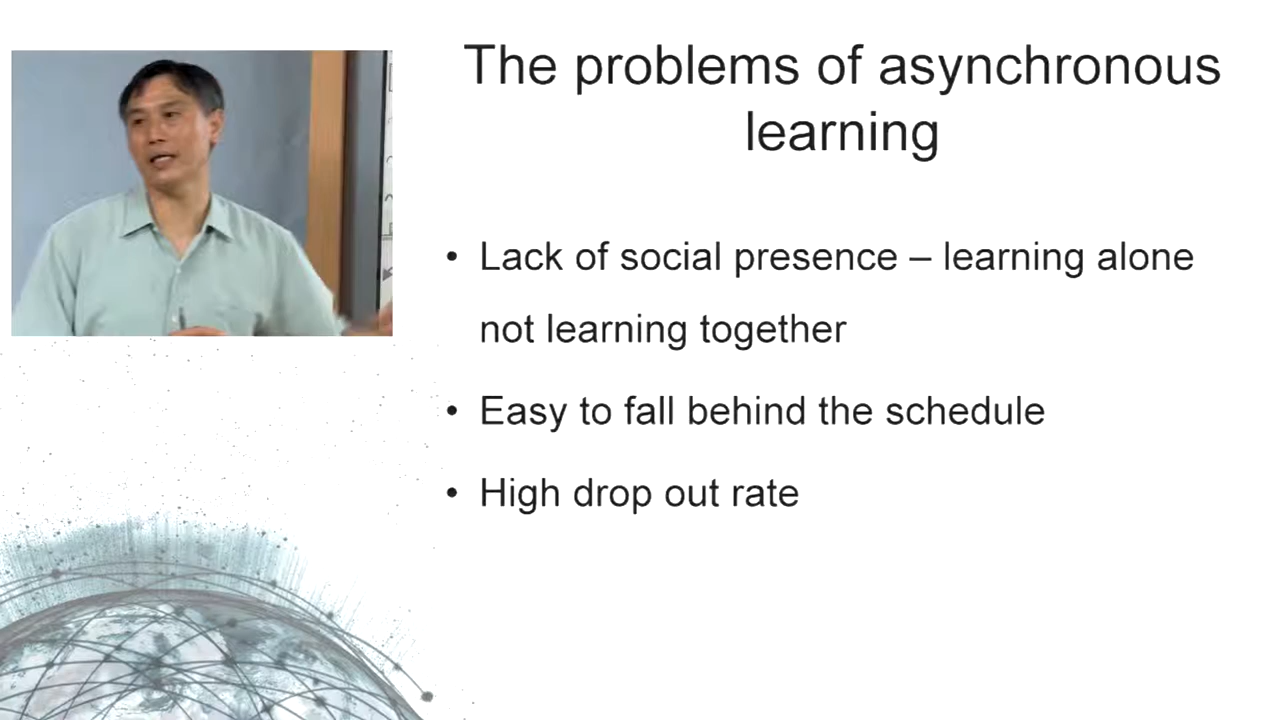 The problems of asynchronous
learning
• Lack of social presence – learning alone
not learning together
• Easy to fall behind the schedule
• High drop out rate